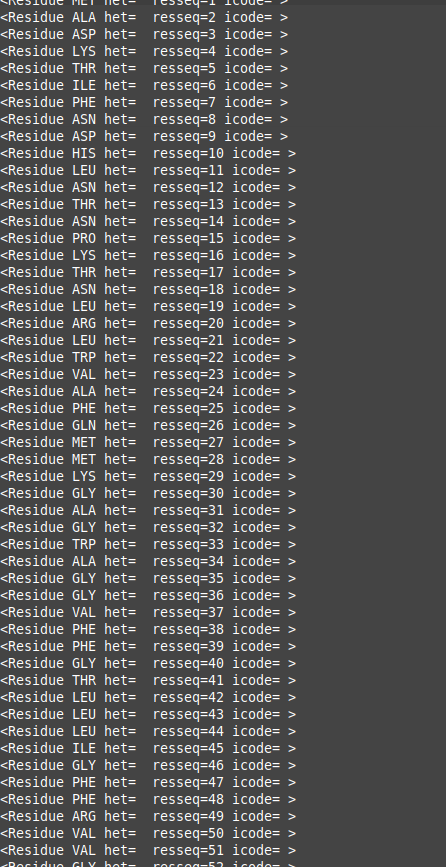 <Residue MET het=  resseq=1 icode= >
<Residue ALA het=  resseq=2 icode= >
<Residue ASP het=  resseq=3 icode= >
<Residue LYS het=  resseq=4 icode= >
<Residue THR het=  resseq=5 icode= >
<Residue ILE het=  resseq=6 icode= >
<Residue PHE het=  resseq=7 icode= >
<Residue ASN het=  resseq=8 icode= >
<Residue ASP het=  resseq=9 icode= >
<Residue HIS het=  resseq=10 icode= >
<Residue LEU het=  resseq=11 icode= >
<Residue ASN het=  resseq=12 icode= >
<Residue THR het=  resseq=13 icode= >
<Residue ASN het=  resseq=14 icode= >
<Residue PRO het=  resseq=15 icode= >
<Residue LYS het=  resseq=16 icode= >
<Residue THR het=  resseq=17 icode= >
<Residue ASN het=  resseq=18 icode= >
<Residue LEU het=  resseq=19 icode= >
<Residue ARG het=  resseq=20 icode= >
<Residue LEU het=  resseq=21 icode= >
<Residue TRP het=  resseq=22 icode= >
<Residue VAL het=  resseq=23 icode= >
<Residue ALA het=  resseq=24 icode= >
<Residue PHE het=  resseq=25 icode= >
<Residue GLN het=  resseq=26 icode= >
<Residue MET het=  resseq=27 icode= >
<Residue MET het=  resseq=28 icode= >
<Residue LYS het=  resseq=29 icode= >
<Residue GLY het=  resseq=30 icode= >
<Residue ALA het=  resseq=31 icode= >
<Residue GLY het=  resseq=32 icode= >
<Residue TRP het=  resseq=33 icode= >
<Residue ALA het=  resseq=34 icode= >
<Residue GLY het=  resseq=35 icode= >
<Residue GLY het=  resseq=36 icode= >
<Residue VAL het=  resseq=37 icode= >
<Residue PHE het=  resseq=38 icode= >
<Residue PHE het=  resseq=39 icode= >
<Residue GLY het=  resseq=40 icode= >
<Residue THR het=  resseq=41 icode= >
<Residue LEU het=  resseq=42 icode= >
<Residue LEU het=  resseq=43 icode= >
<Residue LEU het=  resseq=44 icode= >
<Residue ILE het=  resseq=45 icode= >
<Residue GLY het=  resseq=46 icode= >
<Residue PHE het=  resseq=47 icode= >
<Residue PHE het=  resseq=48 icode= >
<Residue ARG het=  resseq=49 icode= >
<Residue VAL het=  resseq=50 icode= >
<Residue VAL het=  resseq=51 icode= >
<Residue GLY het=  resseq=52 icode= >